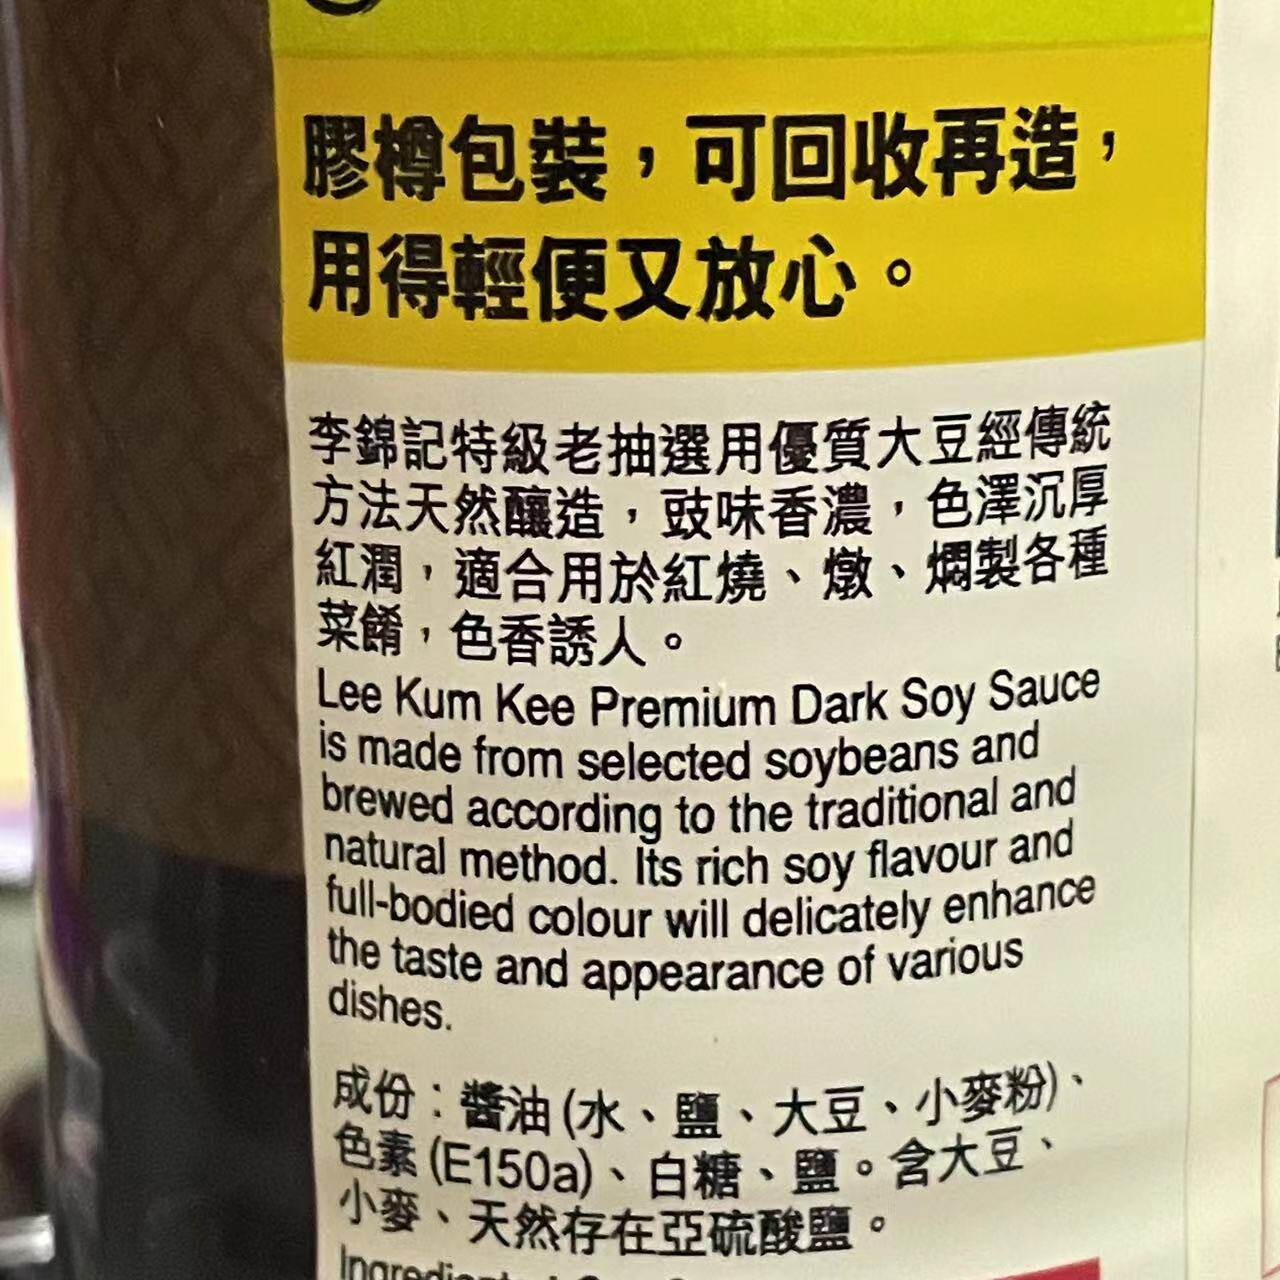 膠樽包裝，可回收再造，
用得輕便又放心。
李錦記特級老抽選用優質大豆經傳統
方法天然釀造，豉味香濃，色澤沉厚
紅潤，適合用於紅燒、燉、燜製各種
菜餚，色香誘人。
Lee Kum Kee Premium Dark Soy Sauce
is made from selected soybeans and
brewed according to the traditional and
natural method. Its rich soy flavour and
full-bodied colour will delicately enhance
the taste and appearance of various
dishes.
成份：醬油 (水、鹽、大豆、小麥粉)、
色素 (E150a)、白糖、鹽。含大豆、
小麥、天然存在亞硫酸鹽。